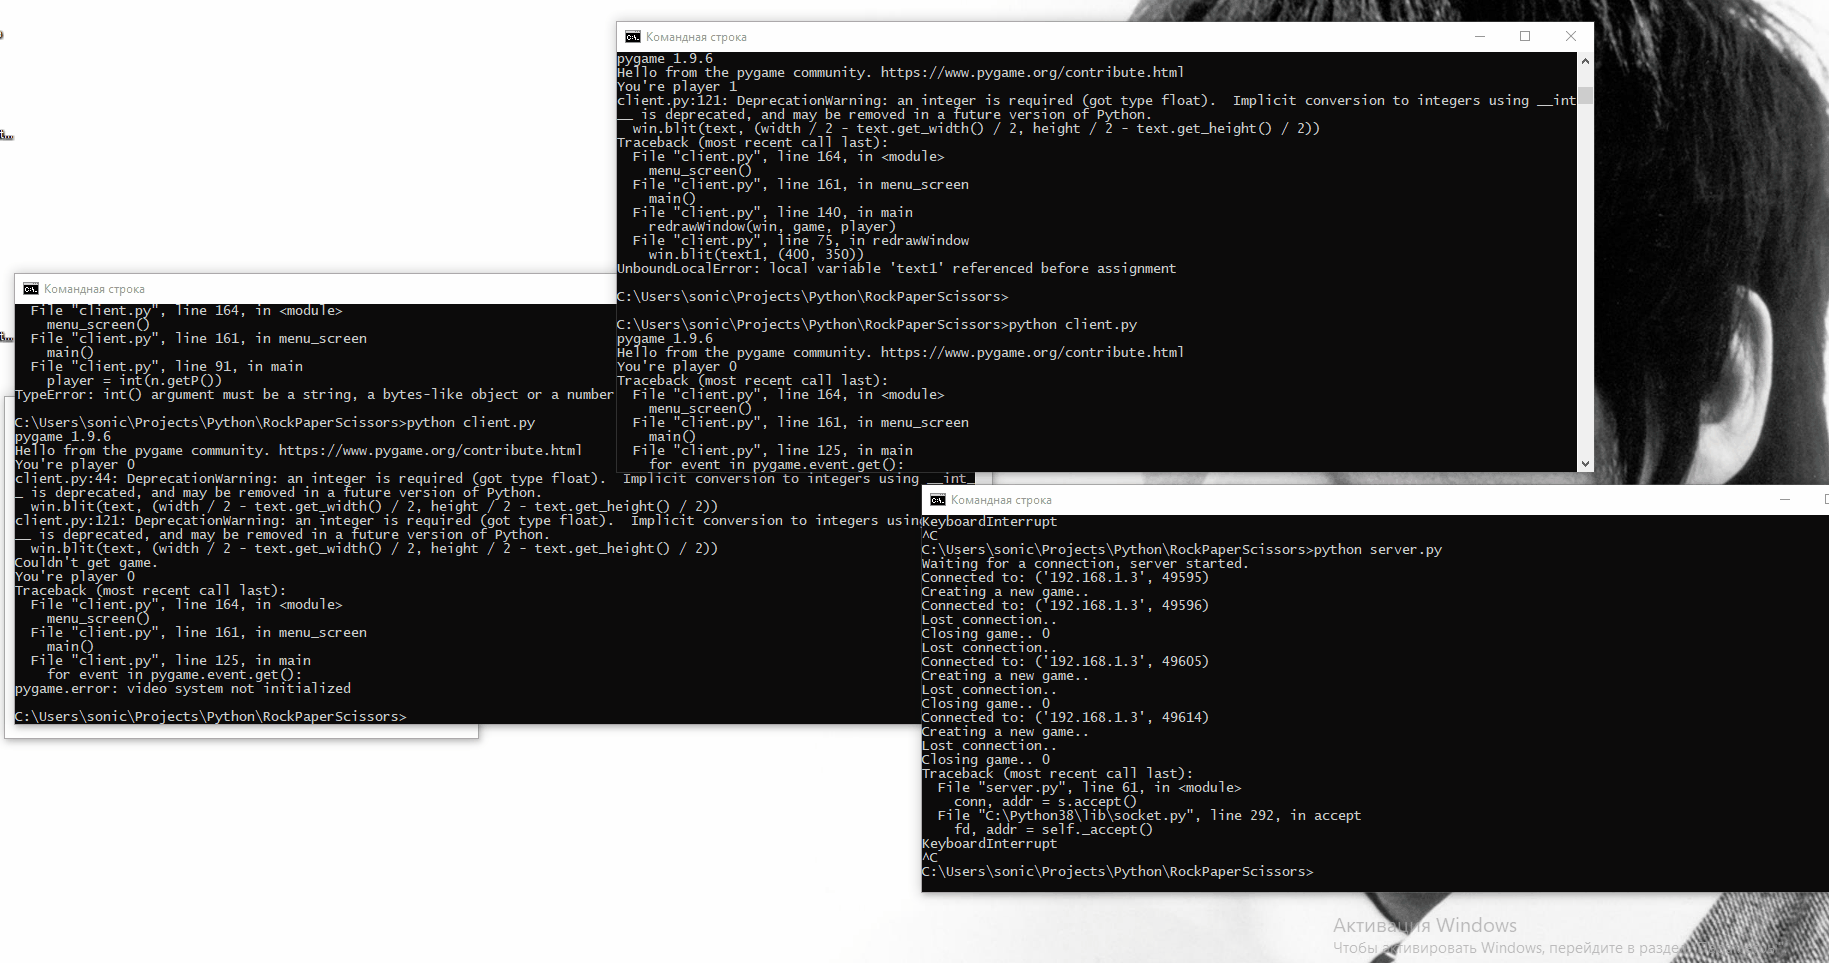 Командная строка
pygame 1.9.6
Hello from the pygame community. https://www.pygame.org/contribute.html
You're player 1
client.py:121: DeprecationWarning: an integer is required (got type float).  Implicit conversion to integers using __int
__ is deprecated, and may be removed in a future version of Python.
  win.blit(text, (width / 2 - text.get_width() / 2, height / 2 - text.get_height() / 2))
Traceback (most recent call last):
  File "client.py", line 164, in <module>
    menu_screen()
  File "client.py", line 161, in menu_screen
    main()
  File "client.py", line 140, in main
    redrawWindow(win, game, player)
  File "client.py", line 75, in redrawWindow
    win.blit(text1, (400, 350))
UnboundLocalError: local variable 'text1' referenced before assignment
C:\Users\sonic\Projects\Python\RockPaperScissors>
C:\Users\sonic\Projects\Python\RockPaperScissors>python client.py
pygame 1.9.6
Hello from the pygame community. https://www.pygame.org/contribute.html
You're player 0
Traceback (most recent call last):
  File "client.py", line 164, in <module>
    menu_screen()
  File "client.py", line 161, in menu_screen
    main()
  File "client.py", line 125, in main
    for event in pygame.event.get():
Командная строка
  File "client.py", line 164, in <module>
    menu_screen()
  File "client.py", line 161, in menu_screen
    main()
  File "client.py", line 91, in main
    player = int(n.getP())
TypeError: int() argument must be a string, a bytes-like object or a number
C:\Users\sonic\Projects\Python\RockPaperScissors>python client.py
pygame 1.9.6
Hello from the pygame community. https://www.pygame.org/contribute.html
You're player 0
client.py:44: DeprecationWarning: an integer is required (got type float).  Implicit conversion to integers using __int_
_ is deprecated, and may be removed in a future version of Python.
  win.blit(text, (width / 2 - text.get_width() / 2, height / 2 - text.get_height() / 2))
client.py:121: DeprecationWarning: an integer is required (got type float).  Implicit conversion to integers usin
__ is deprecated, and may be removed in a future version of Python.
  win.blit(text, (width / 2 - text.get_width() / 2, height / 2 - text.get_height() / 2))
Couldn't get game.
You're player 0
Traceback (most recent call last):
  File "client.py", line 164, in <module>
    menu_screen()
  File "client.py", line 161, in menu_screen
    main()
  File "client.py", line 125, in main
    for event in pygame.event.get():
pygame.error: video system not initialized
C:\Users\sonic\Projects\Python\RockPaperScissors>
Командная строка
KeyboardInterrupt
^C
C:\Users\sonic\Projects\Python\RockPaperScissors>python server.py
Waiting for a connection, server started.
Connected to: ('192.168.1.3', 49595)
Creating a new game..
Connected to: ('192.168.1.3', 49596)
Lost connection..
Closing game.. 0
Lost connection..
Connected to: ('192.168.1.3', 49605)
Creating a new game..
Lost connection..
Closing game.. 0
Connected to: ('192.168.1.3', 49614)
Creating a new game..
Lost connection..
Closing game.. 0
Traceback (most recent call last):
  File "server.py", line 61, in <module>
    conn, addr = s.accept()
  File "C:\Python38\lib\socket.py", line 292, in accept
    fd, addr = self._accept()
KeyboardInterrupt
^C
C:\Users\sonic\Projects\Python\RockPaperScissors>
Активация Windows
Чтобы активировать Windows, перейдите в